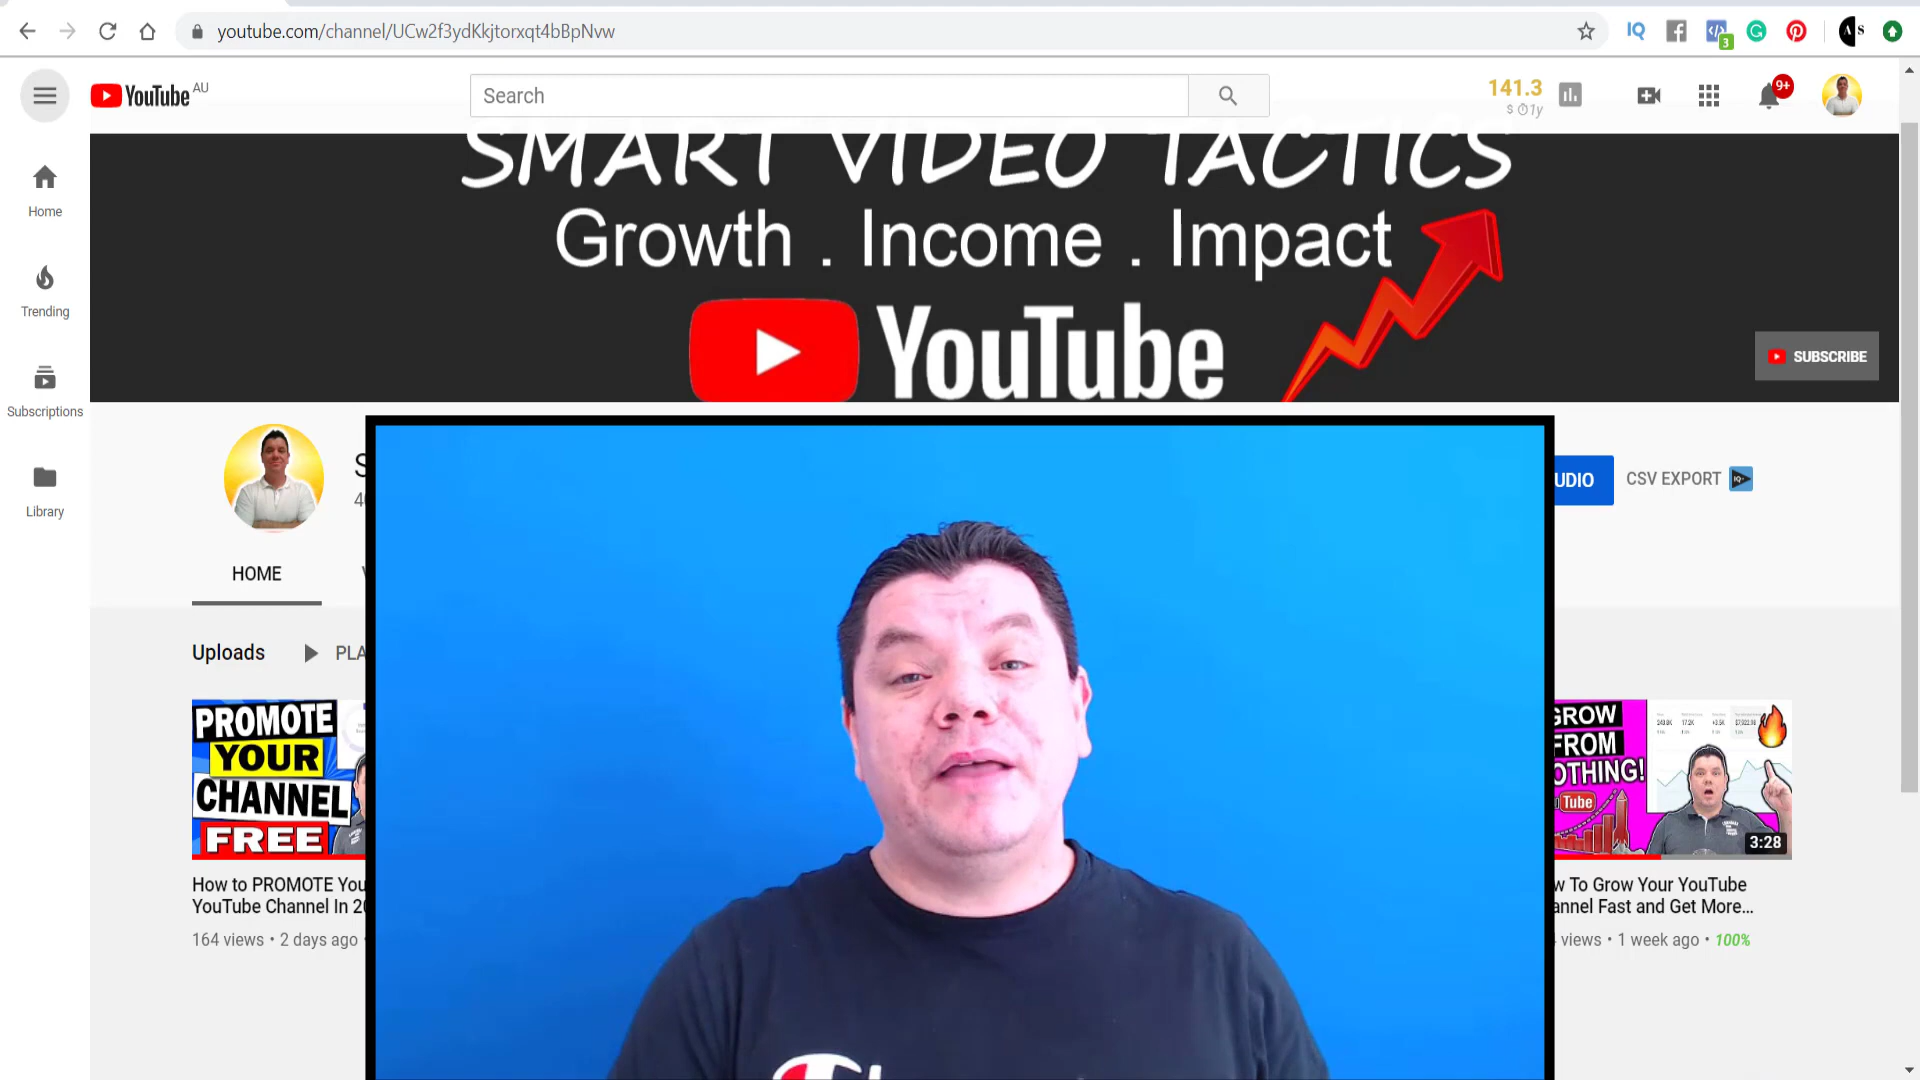 youtube.com/channel/UCw2f3ydKkjtorxqt4bBpNvw
IQ
3
A s
YouTube AU
Search
141.3
$ 1y
9+
SMART VIDEO TACTICS
Growth . Income . Impact
YouTube
SUBSCRIBE
Home
Trending
Subscriptions
Library
S
UDIO
CSV EXPORT
IQ
HOME
Uploads
PLA
PROMOTE
YOUR
CHANNEL
FREE
How to PROMOTE You
YouTube Channel In 20
164 views • 2 days ago
GROW
FROM
OTHING!
Tube
3:28
w To Grow Your YouTube
annel Fast and Get More...
views • 1 week ago • 100%